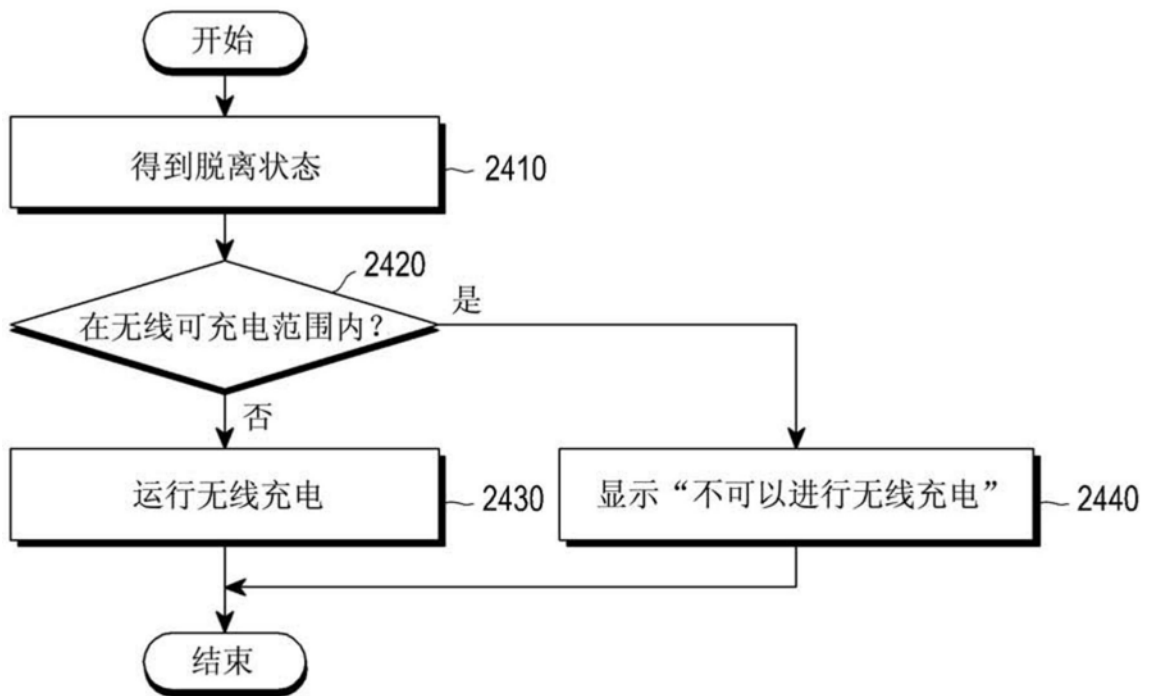 开始
得到脱离状态
2410
2420
在无线可充电范围内?
是
否
运行无线充电
2430
显示“不可以进行无线充电”
2440
结束